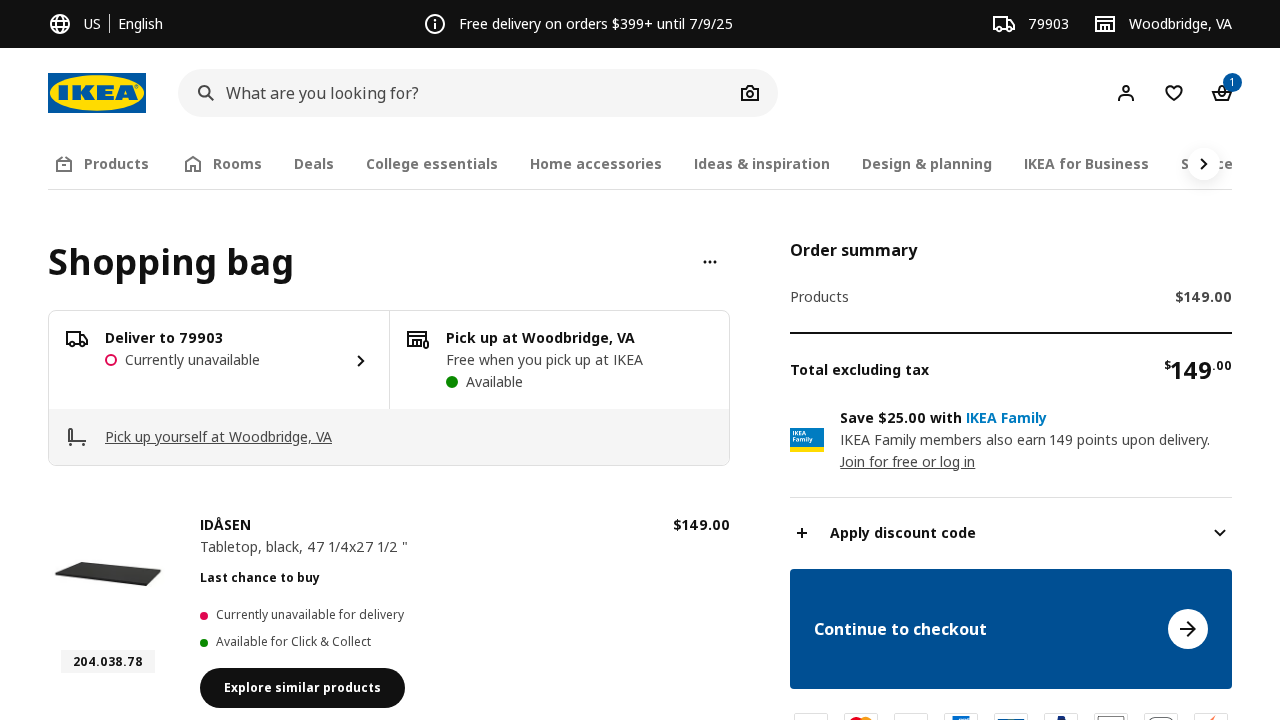 US English
Free delivery on orders $399+ until 7/9/25
79903
Woodbridge, VA
IKEA
What are you looking for?
1
Products
Rooms
Deals
College essentials
Home accessories
Ideas & inspiration
Design & planning
IKEA for Business
Shopping bag
Deliver to 79903
Currently unavailable
Pick up at Woodbridge, VA
Free when you pick up at IKEA
Available
Pick up yourself at Woodbridge, VA
IDÅSEN
$149.00
Tabletop, black, 47 1/4x27 1/2 "
Last chance to buy
Currently unavailable for delivery
Available for Click & Collect
204.038.78
Explore similar products
Order summary
Products $149.00
Total excluding tax $149.00
IKEA
Family
Save $25.00 with IKEA Family
IKEA Family members also earn 149 points upon delivery.
Join for free or log in
Apply discount code
Continue to checkout